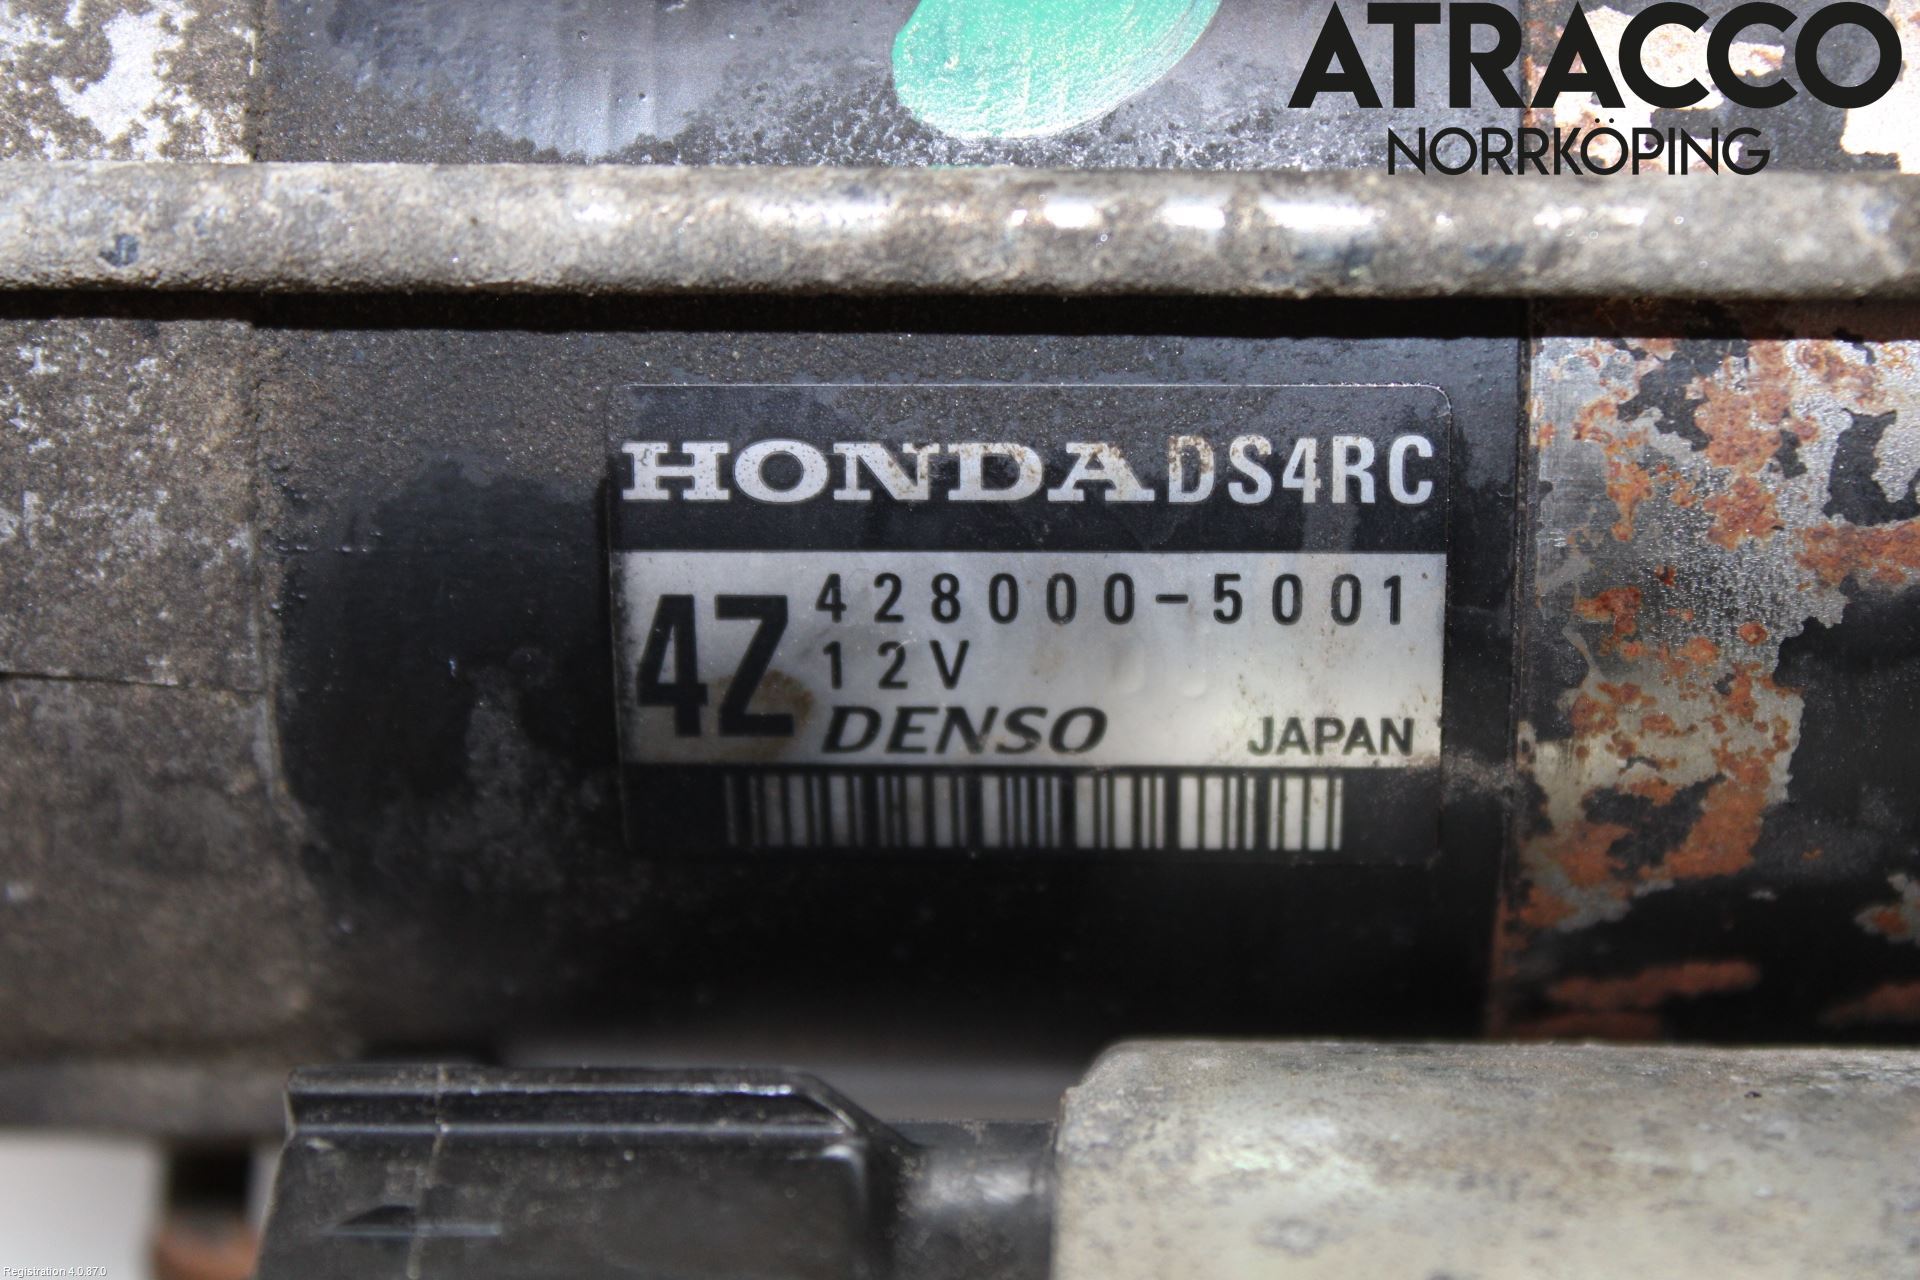 ATRACCO
NORRKÖPING
HONDA DS4RC
4Z
428000-5001
12V
DENSO JAPAN
Registration 4.0.87.0